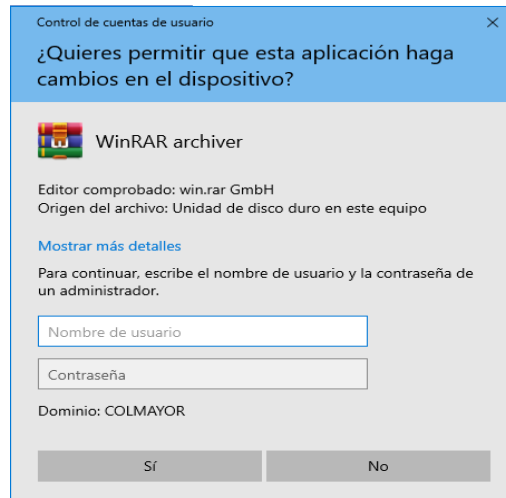 Control de cuentas de usuario
¿Quieres permitir que esta aplicación haga
cambios en el dispositivo?
WinRAR archiver
Editor comprobado: win.rar GmbH
Origen del archivo: Unidad de disco duro en este equipo
Mostrar más detalles
Para continuar, escribe el nombre de usuario y la contraseña de
un administrador.
Nombre de usuario
Contraseña
Dominio: COLMAYOR
Sí
No